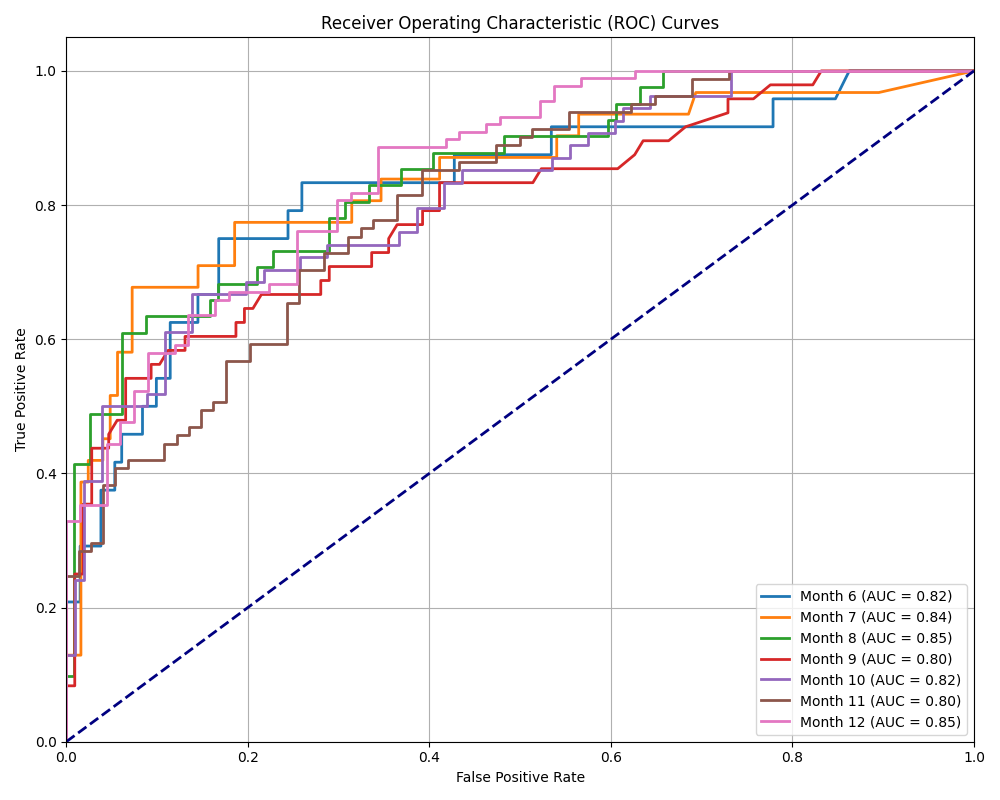 Receiver Operating Characteristic (ROC) Curves
True Positive Rate
1.0
0.8
0.6
0.4
0.2
0.0
0.0 0.2 0.4 0.6 0.8 1.0
False Positive Rate
Month 6 (AUC = 0.82)
Month 7 (AUC = 0.84)
Month 8 (AUC = 0.85)
Month 9 (AUC = 0.80)
Month 10 (AUC = 0.82)
Month 11 (AUC = 0.80)
Month 12 (AUC = 0.85)